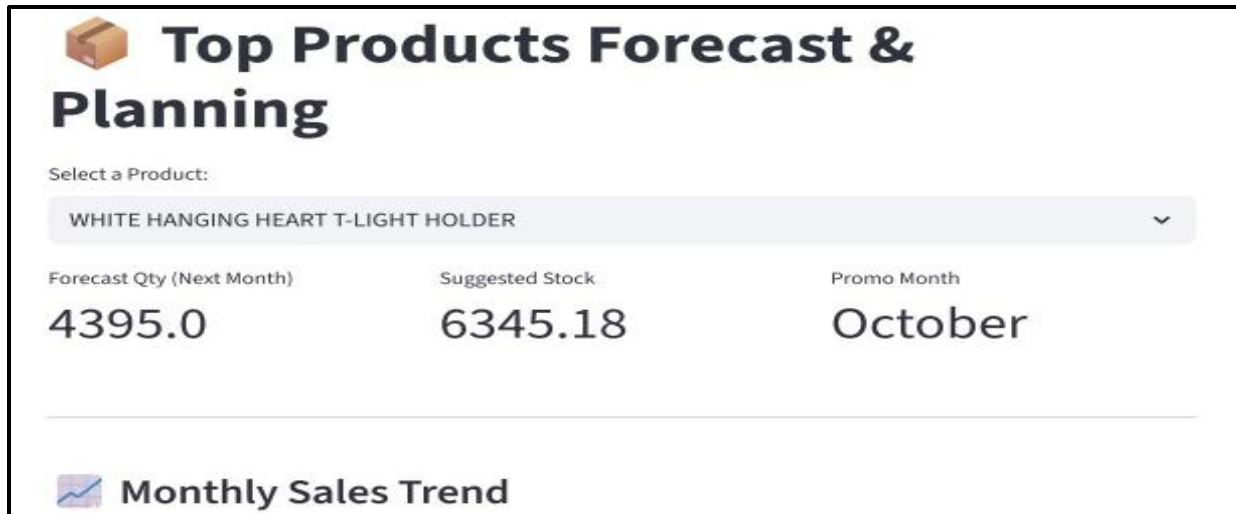 Top Products Forecast &
Planning
Select a Product:
WHITE HANGING HEART T-LIGHT HOLDER
Forecast Qty (Next Month) Suggested Stock Promo Month
4395.0 6345.18 October
Monthly Sales Trend